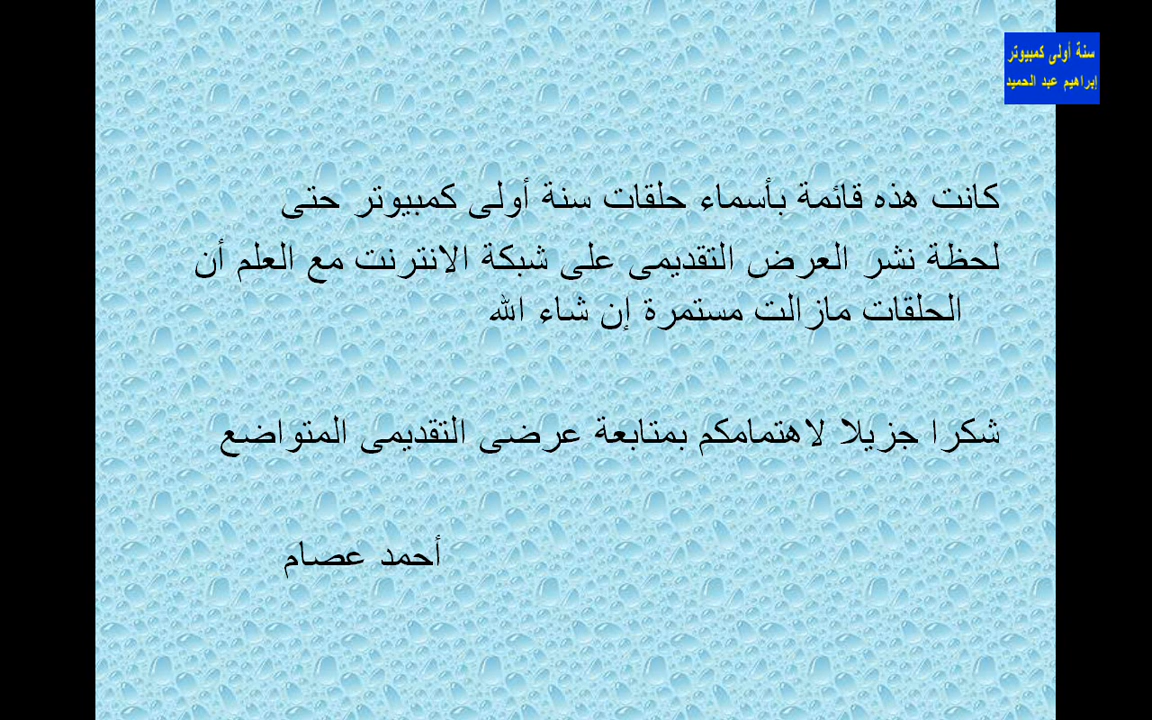 سنة أولى كمبيوتر
إبراهيم عبد الحميد
كانت هذه قائمة بأسماء حلقات سنة أولى كمبيوتر حتى
لحظة نشر العرض التقديمى على شبكة الانترنت مع العلم أن
الحلقات مازالت مستمرة إن شاء الله
شكرا جزيلا لاهتمامكم بمتابعة عرضى التقديمى المتواضع
أحمد عصام